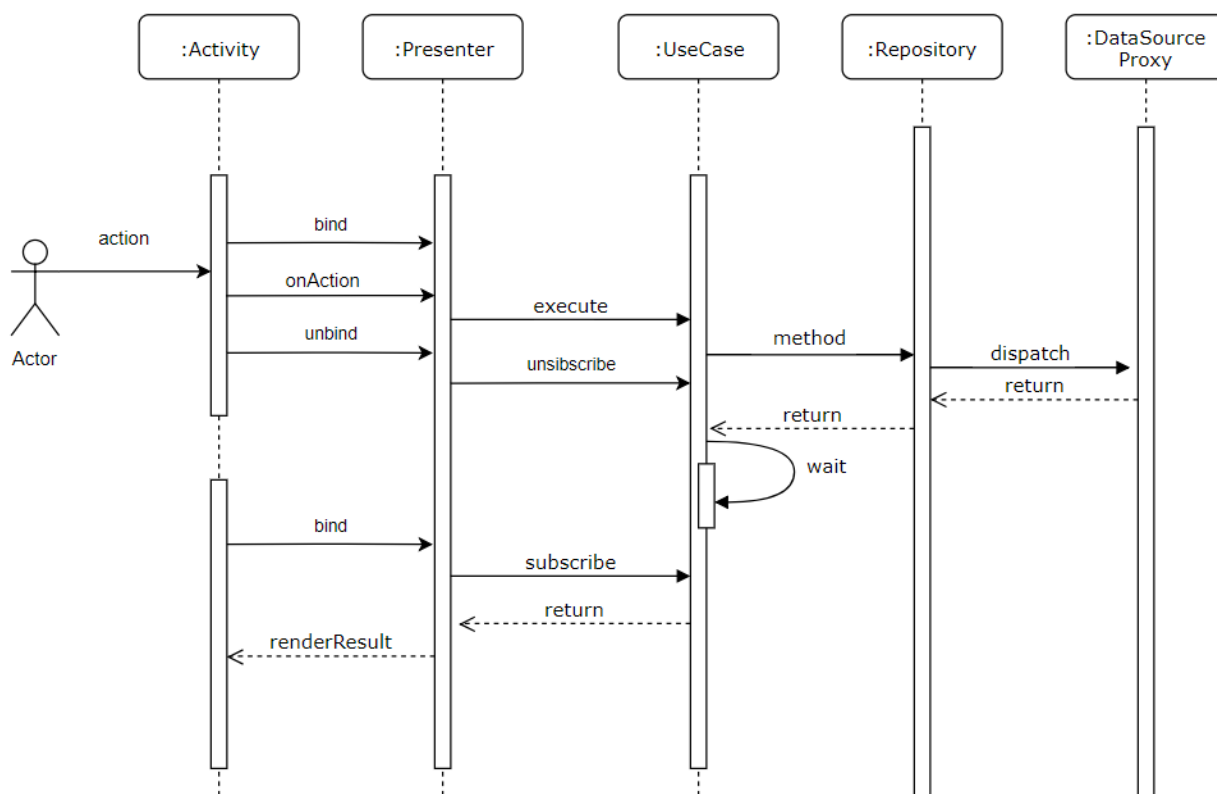 :Activity
:Presenter
:UseCase
:Repository
:DataSource
Proxy
action
bind
onAction
execute
unbind
method
unsibscribe
dispatch
return
return
wait
Actor
bind
subscribe
return
renderResult